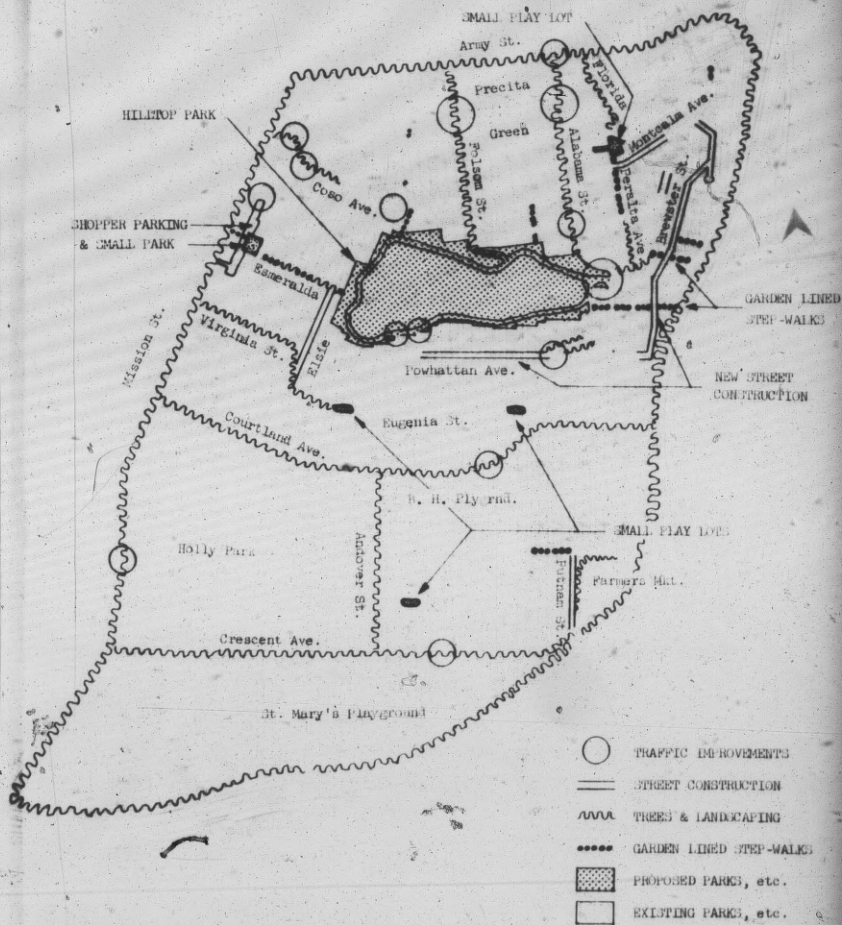 SMALL PLAY LOT
Army St.
Florida
Precita
Green
HILLTOP PARK
Montcalm Ave.
Folsom St.
Alabama St.
Coso Ave.
Peralta Ave.
Brewster St.
SHOPPER PARKING
& SMALL PARK
Esmeralda
GARDEN LINED
STEP-WALKS
Virginia St.
Elsie
Mission St.
Powhattan Ave.
NEW STREET
CONSTRUCTION
Eugenia St.
Courtland Ave.
B. H. Plygrnd.
SMALL PLAY LOTS
Holly Park
Andover St.
Putnam St.
Farmers Mkt.
Crescent Ave.
St. Mary's Playground
TRAFFIC IMPROVEMENTS
STREET CONSTRUCTION
TREES & LANDSCAPING
GARDEN LINED STEP-WALKS
PROPOSED PARKS, etc.
EXISTING PARKS, etc.